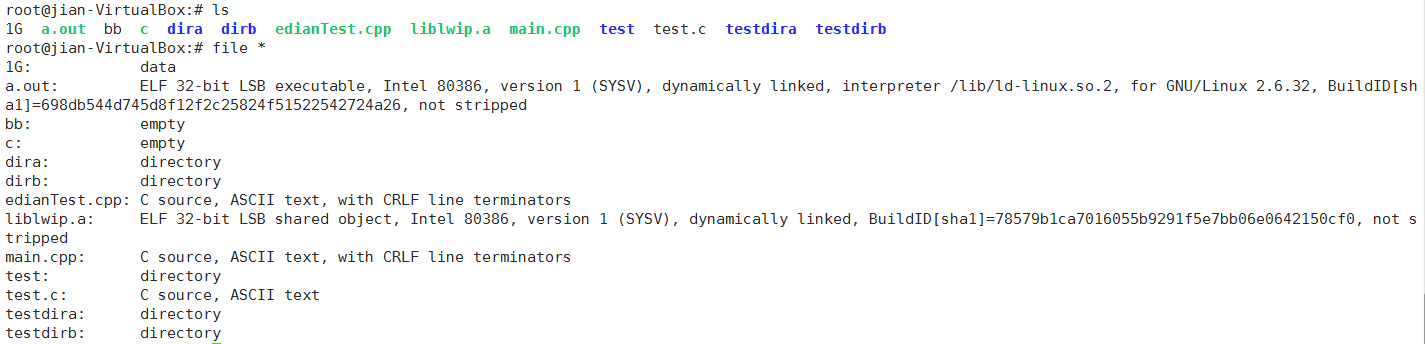 root@jian-VirtualBox:# ls
1G  a.out  bb  c  dira  dirb  edianTest.cpp  liblwip.a  main.cpp  test  test.c  testdira  testdirb
root@jian-VirtualBox:# file *
1G:            data
a.out:         ELF 32-bit LSB executable, Intel 80386, version 1 (SYSV), dynamically linked, interpreter /lib/ld-linux.so.2, for GNU/Linux 2.6.32, BuildID[sh
a1]=698db544d745d8f12f2c25824f51522542724a26, not stripped
bb:            empty
c:             empty
dira:          directory
dirb:          directory
edianTest.cpp: C source, ASCII text, with CRLF line terminators
liblwip.a:     ELF 32-bit LSB shared object, Intel 80386, version 1 (SYSV), dynamically linked, BuildID[sha1]=78579b1ca7016055b9291f5e7bb06e0642150cf0, not s
tripped
main.cpp:      C source, ASCII text, with CRLF line terminators
test:          directory
test.c:        C source, ASCII text
testdira:      directory
testdirb:      directory